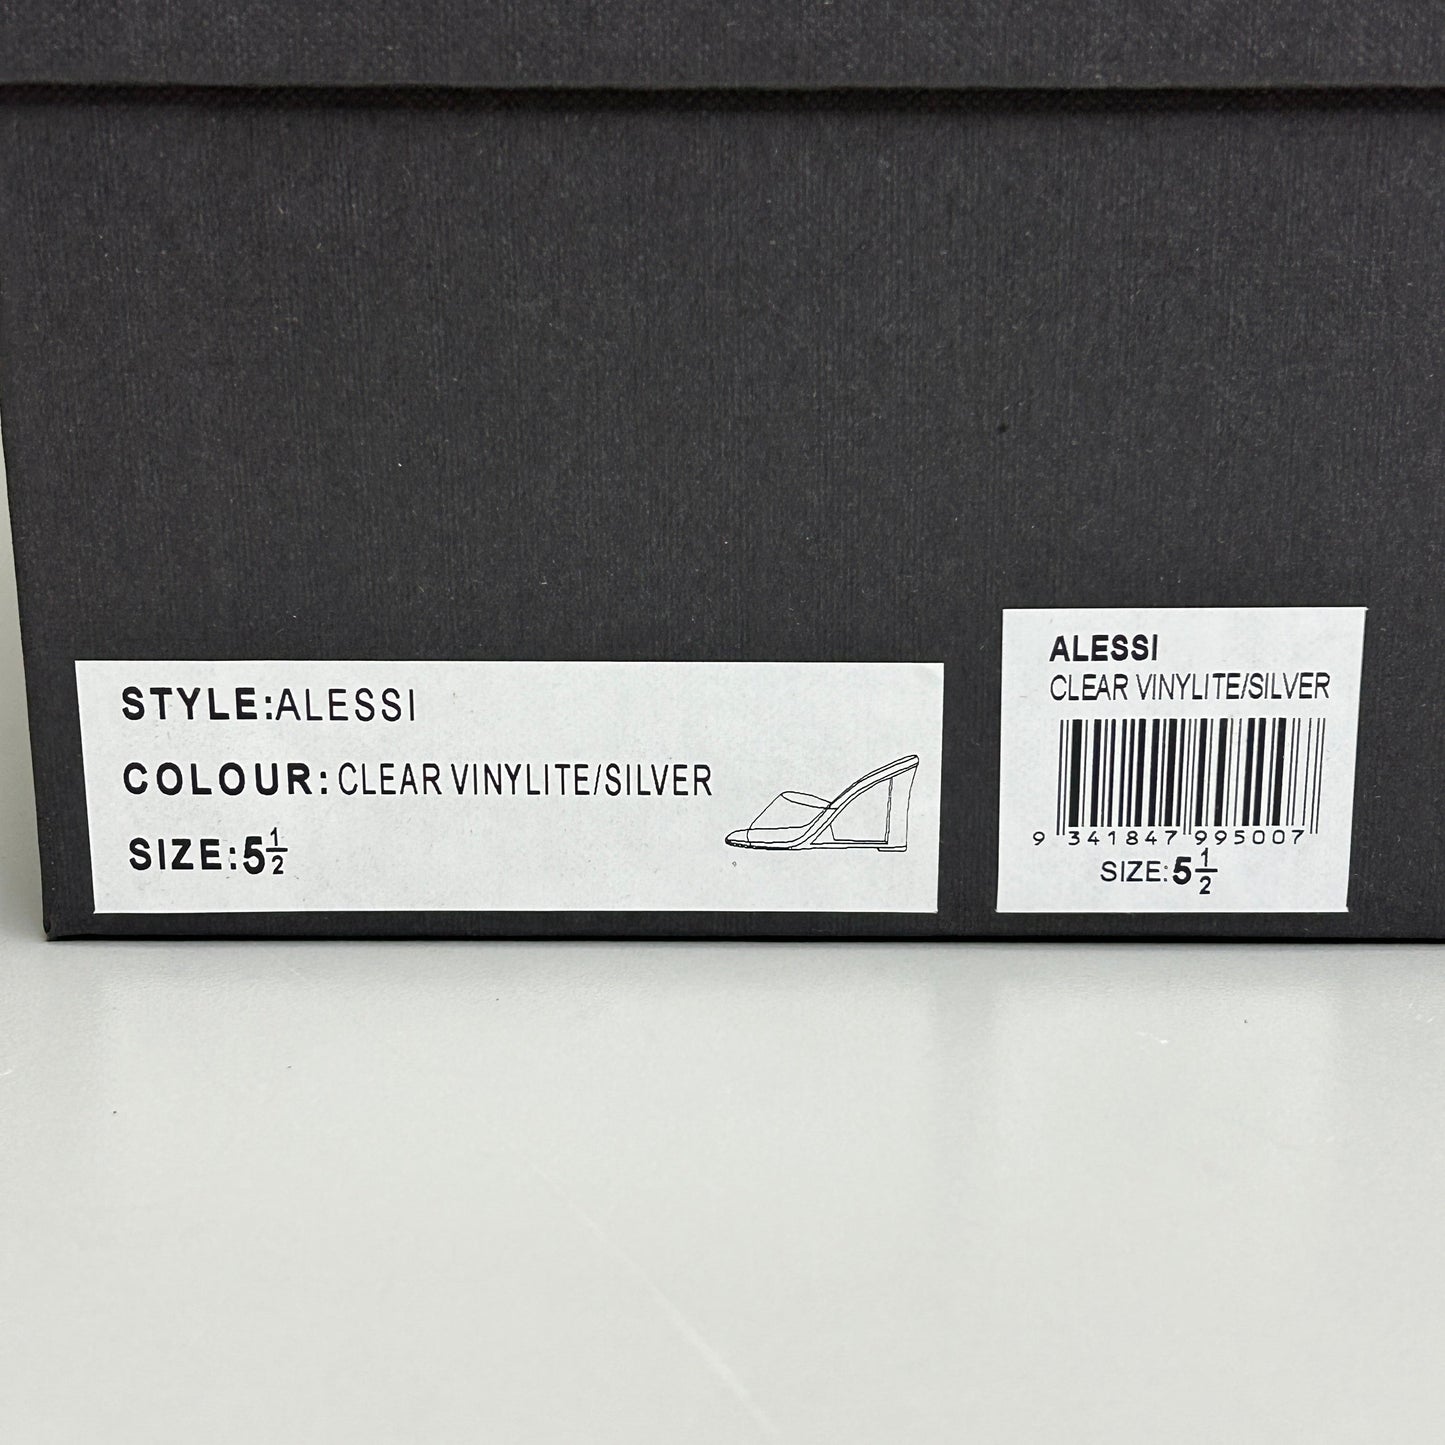 STYLE:ALESSI
COLOUR: CLEAR VINYLITE/SILVER
SIZE:5½
ALESSI
CLEAR VINYLITE/SILVER
9 341847 995007
SIZE:5½